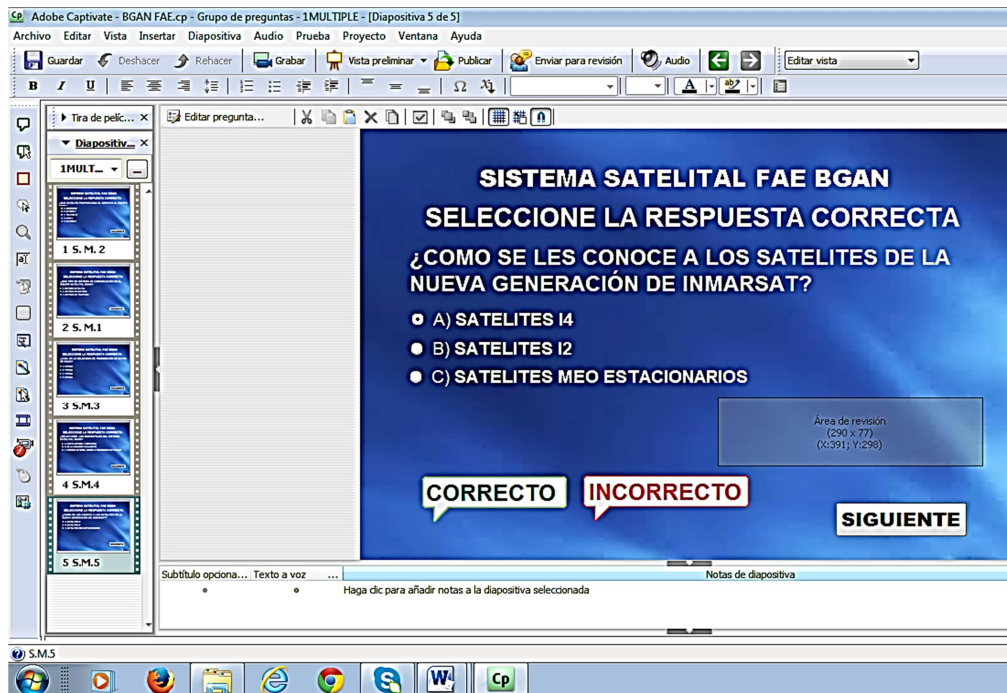 Adobe Captivate - BGAN FAE.cp - Grupo de preguntas - 1MULTIPLE - [Diapositiva 5 de 5]
Archivo Editar Vista Insertar Diapositiva Audio Prueba Proyecto Ventana Ayuda
Guardar Deshacer Rehacer Grabar Vista preliminar Publicar Enviar para revisión Audio Editar vista
B I U
Tira de pelíc... Editar pregunta...
Diapositiv...
1MULT...
SISTEMA SATELITAL FAE BGAN
SELECCIONE LA RESPUESTA CORRECTA
¿COMO SE LES CONOCE A LOS SATELITES DE LA
NUEVA GENERACIÓN DE INMARSAT?
A) SATELITES I4
B) SATELITES I2
C) SATELITES MEO ESTACIONARIOS
Área de revisión
(290 x 77)
(X:391; Y:298)
CORRECTO INCORRECTO
SIGUIENTE
1 S. M. 2
2 S. M.1
3 S.M.3
4 S.M.4
5 S.M.5
Subtítulo opciona... Texto a voz ... Notas de diapositiva
Haga clic para añadir notas a la diapositiva seleccionada
S.M.5
Cp